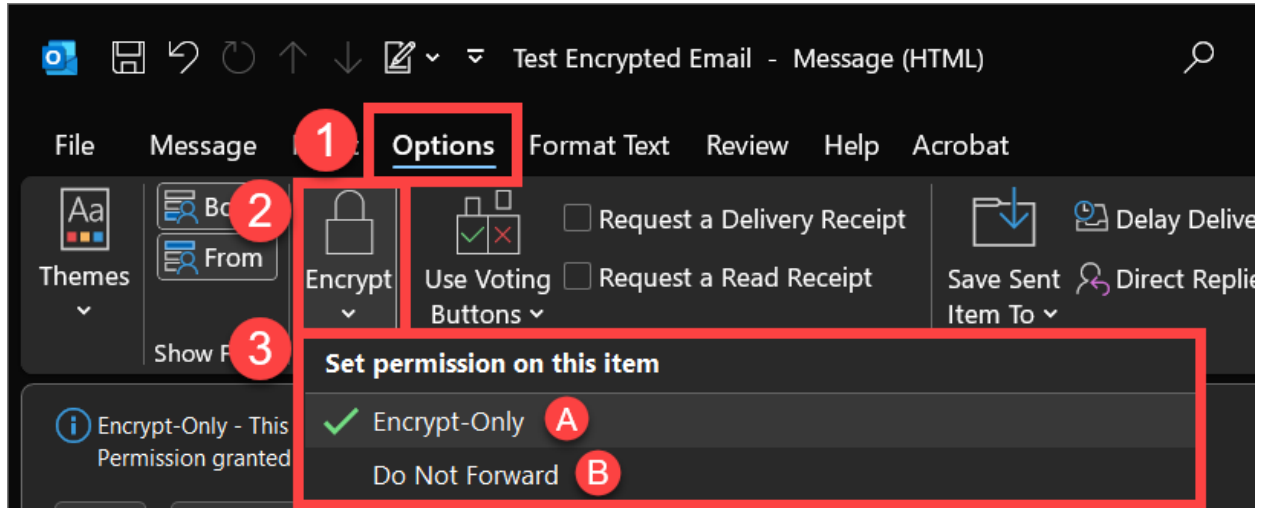 Test Encrypted Email - Message (HTML)
File Message 1 Options Format Text Review Help Acrobat
Aa
2
From
Themes
Encrypt
Use Voting Buttons
Request a Delivery Receipt
Request a Read Receipt
Save Sent Item To
Delay Delive
Direct Replie
Show
3
Set permission on this item
Encrypt-Only A
Do Not Forward B
Encrypt-Only - This
Permission granted